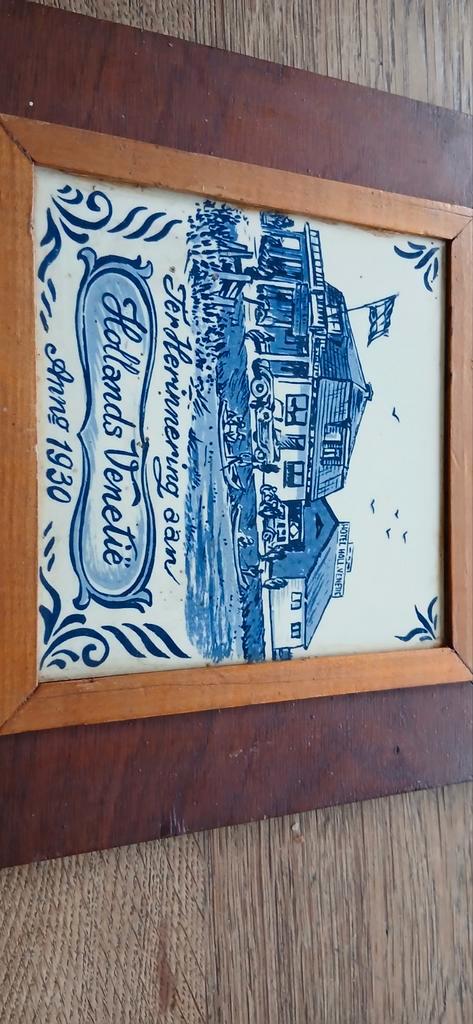 HOTEL HOLL.VENETIË
Ter Herinnering aan
Hollands Venetië
Anno 1930